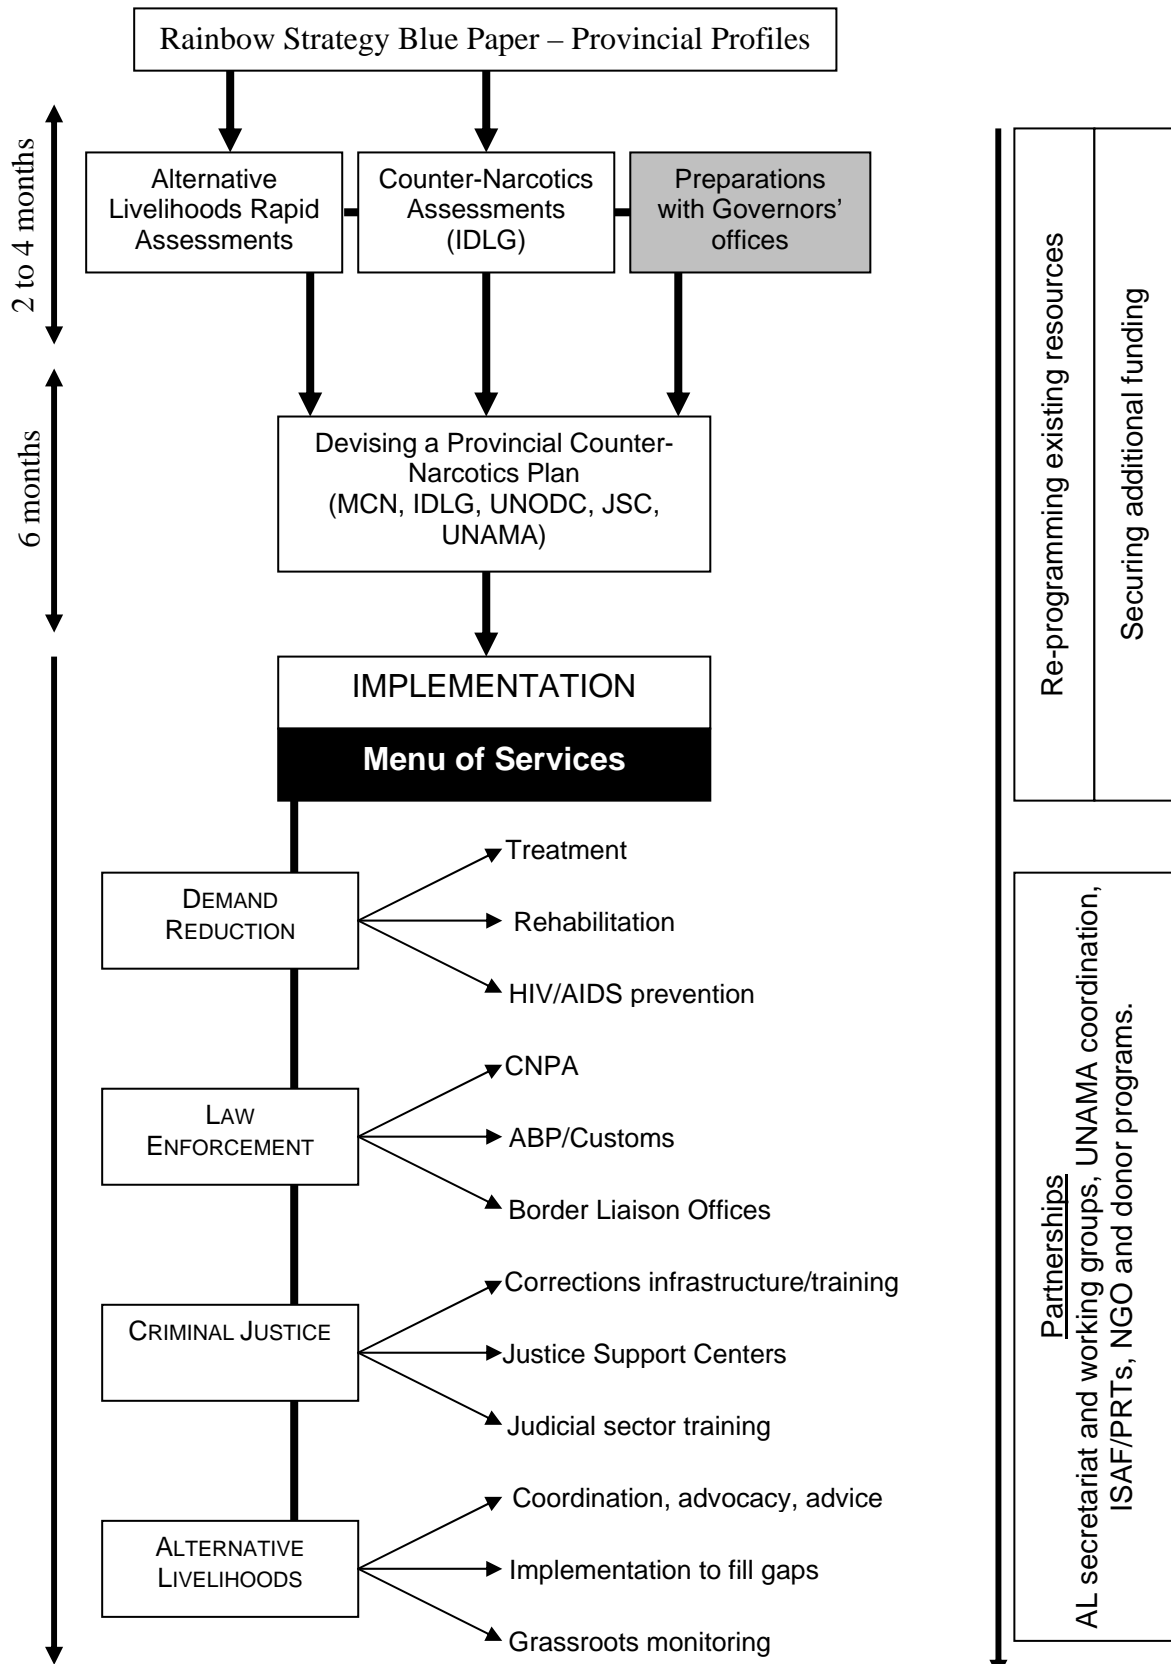 Rainbow Strategy Blue Paper – Provincial Profiles
2 to 4 months
Alternative
Livelihoods Rapid
Assessments
Counter-Narcotics
Assessments
(IDLG)
Preparations
with Governors'
offices
6 months
Devising a Provincial Counter-
Narcotics Plan
(MCN, IDLG, UNODC, JSC,
UNAMA)
IMPLEMENTATION
Menu of Services
DEMAND
REDUCTION
Treatment
Rehabilitation
HIV/AIDS prevention
LAW
ENFORCEMENT
CNPA
ABP/Customs
Border Liaison Offices
CRIMINAL JUSTICE
Corrections infrastructure/training
Justice Support Centers
Judicial sector training
ALTERNATIVE
LIVELIHOODS
Coordination, advocacy, advice
Implementation to fill gaps
Grassroots monitoring
Re-programming existing resources
Securing additional funding
Partnerships
AL secretariat and working groups, UNAMA coordination,
ISAF/PRTs, NGO and donor programs.